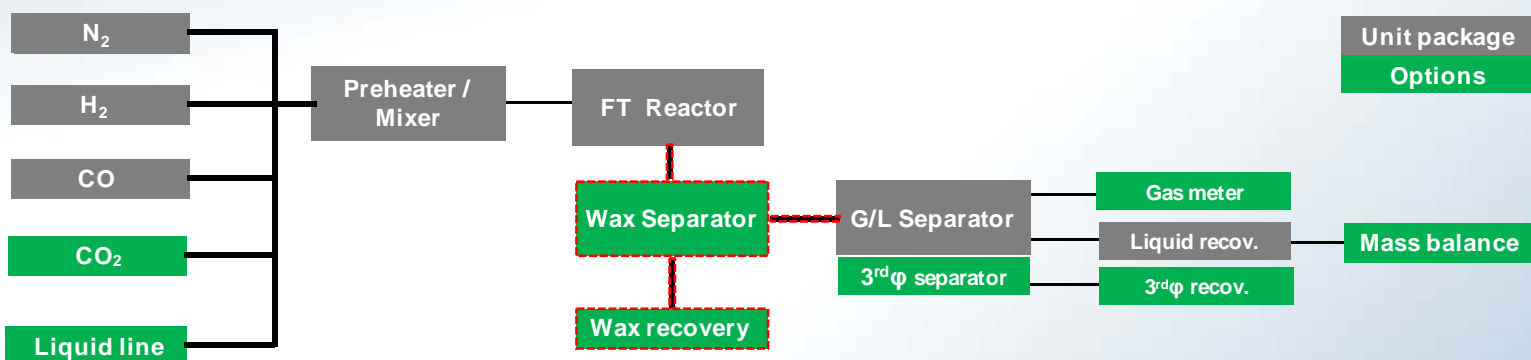 N₂
H₂
CO
CO₂
Liquid line
Preheater /
Mixer
FT Reactor
Wax Separator
Wax recovery
G/L Separator
3ʳᵈφ separator
Gas meter
Liquid recov.
3ʳᵈφ recov.
Mass balance
Unit package
Options